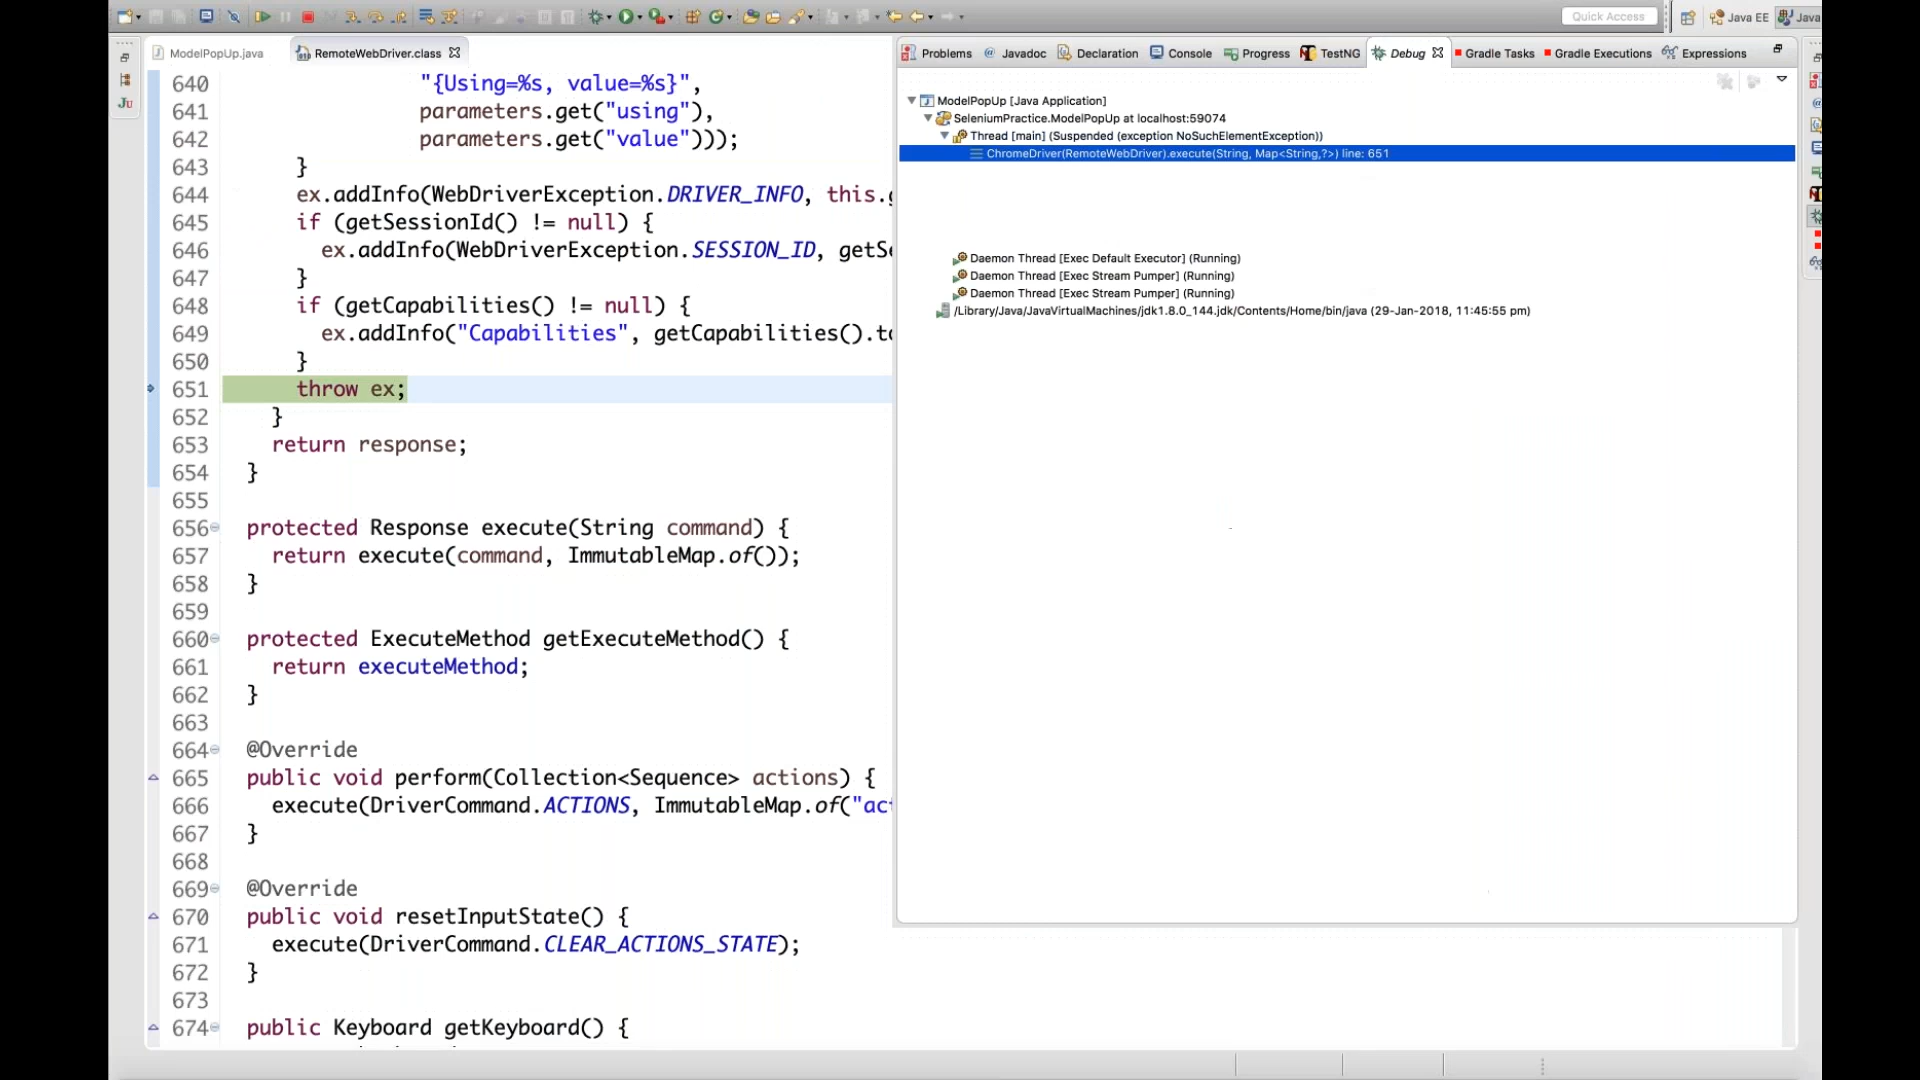 Quick Access
Java EE
Java
ModelPopUp.java
RemoteWebDriver.class
640 "{Using=%s, value=%s}",
641 parameters.get("using"),
642 parameters.get("value")));
643 }
644 ex.addInfo(WebDriverException.DRIVER_INFO, this.
645 if (getSessionId() != null) {
646 ex.addInfo(WebDriverException.SESSION_ID, getSe
647 }
648 if (getCapabilities() != null) {
649 ex.addInfo("Capabilities", getCapabilities().to
650 }
651 throw ex;
652 }
653 return response;
654 }
655
656 protected Response execute(String command) {
657 return execute(command, ImmutableMap.of());
658 }
659
660 protected ExecuteMethod getExecuteMethod() {
661 return executeMethod;
662 }
663
664 @Override
665 public void perform(Collection<Sequence> actions) {
666 execute(DriverCommand.ACTIONS, ImmutableMap.of("act
667 }
668
669 @Override
670 public void resetInputState() {
671 execute(DriverCommand.CLEAR_ACTIONS_STATE);
672 }
673
674 public Keyboard getKeyboard() {
Problems
@ Javadoc
Declaration
Console
Progress
TestNG
Debug
Gradle Tasks
Gradle Executions
Expressions
ModelPopUp [Java Application]
SeleniumPractice.ModelPopUp at localhost:59074
Thread [main] (Suspended (exception NoSuchElementException))
ChromeDriver(RemoteWebDriver).execute(String, Map<String,?>) line: 651
Daemon Thread [Exec Default Executor] (Running)
Daemon Thread [Exec Stream Pumper] (Running)
Daemon Thread [Exec Stream Pumper] (Running)
/Library/Java/JavaVirtualMachines/jdk1.8.0_144.jdk/Contents/Home/bin/java (29-Jan-2018, 11:45:55 pm)